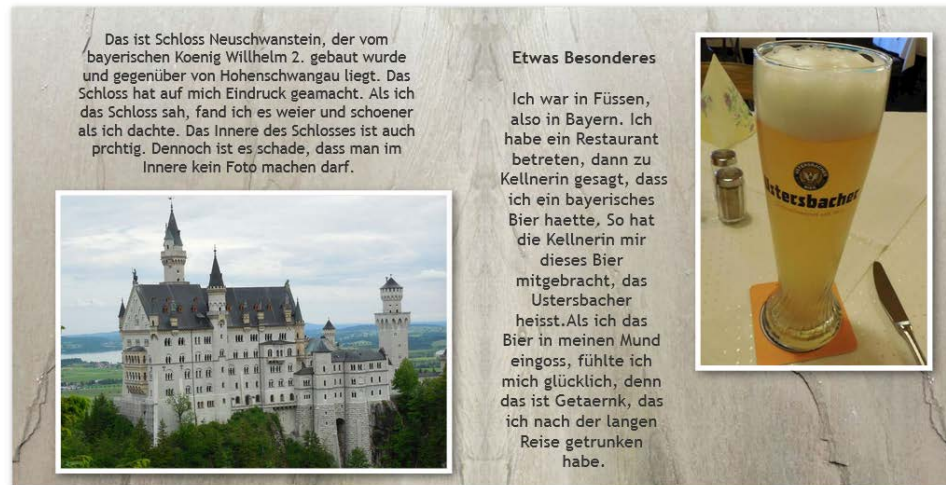 Das ist Schloss Neuschwanstein, der vom
bayerischen Koenig Willhelm 2. gebaut wurde
und gegenüber von Hohenschwangau liegt. Das
Schloss hat auf mich Eindruck geamacht. Als ich
das Schloss sah, fand ich es weier und schoener
als ich dachte. Das Innere des Schlosses ist auch
prchtig. Dennoch ist es schade, dass man im
Innere kein Foto machen darf.
Etwas Besonderes
Ich war in Füssen,
also in Bayern. Ich
habe ein Restaurant
betreten, dann zu
Kellnerin gesagt, dass
ich ein bayerisches
Bier haette. So hat
die Kellnerin mir
dieses Bier
mitgebracht, das
Ustersbacher
heisst.Als ich das
Bier in meinen Mund
eingoss, fühlte ich
mich glücklich, denn
das ist Getaernk, das
ich nach der langen
Reise getrunken
habe.
Ustersbacher